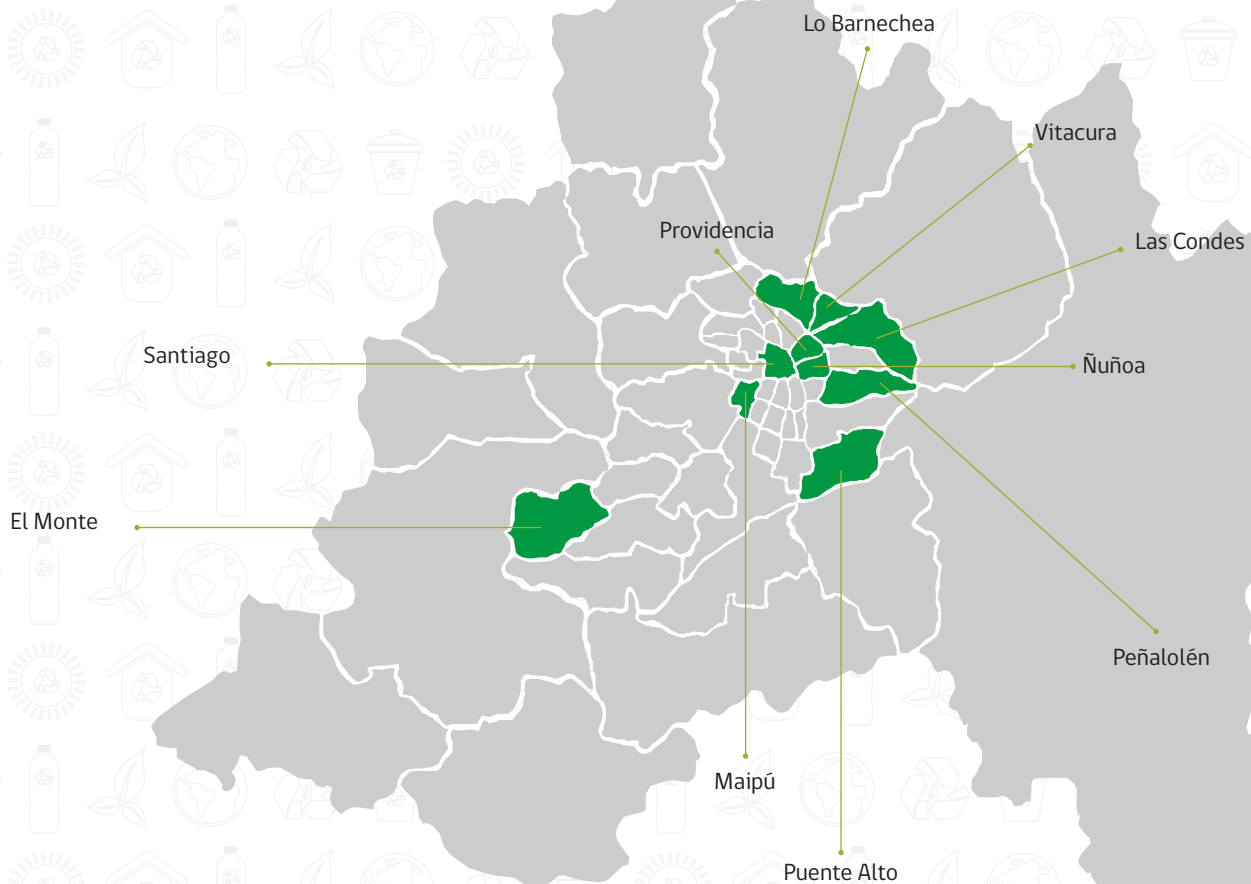 Lo Barnechea
Vitacura
Providencia
Las Condes
Santiago
Ñuñoa
El Monte
Peñalolén
Maipú
Puente Alto